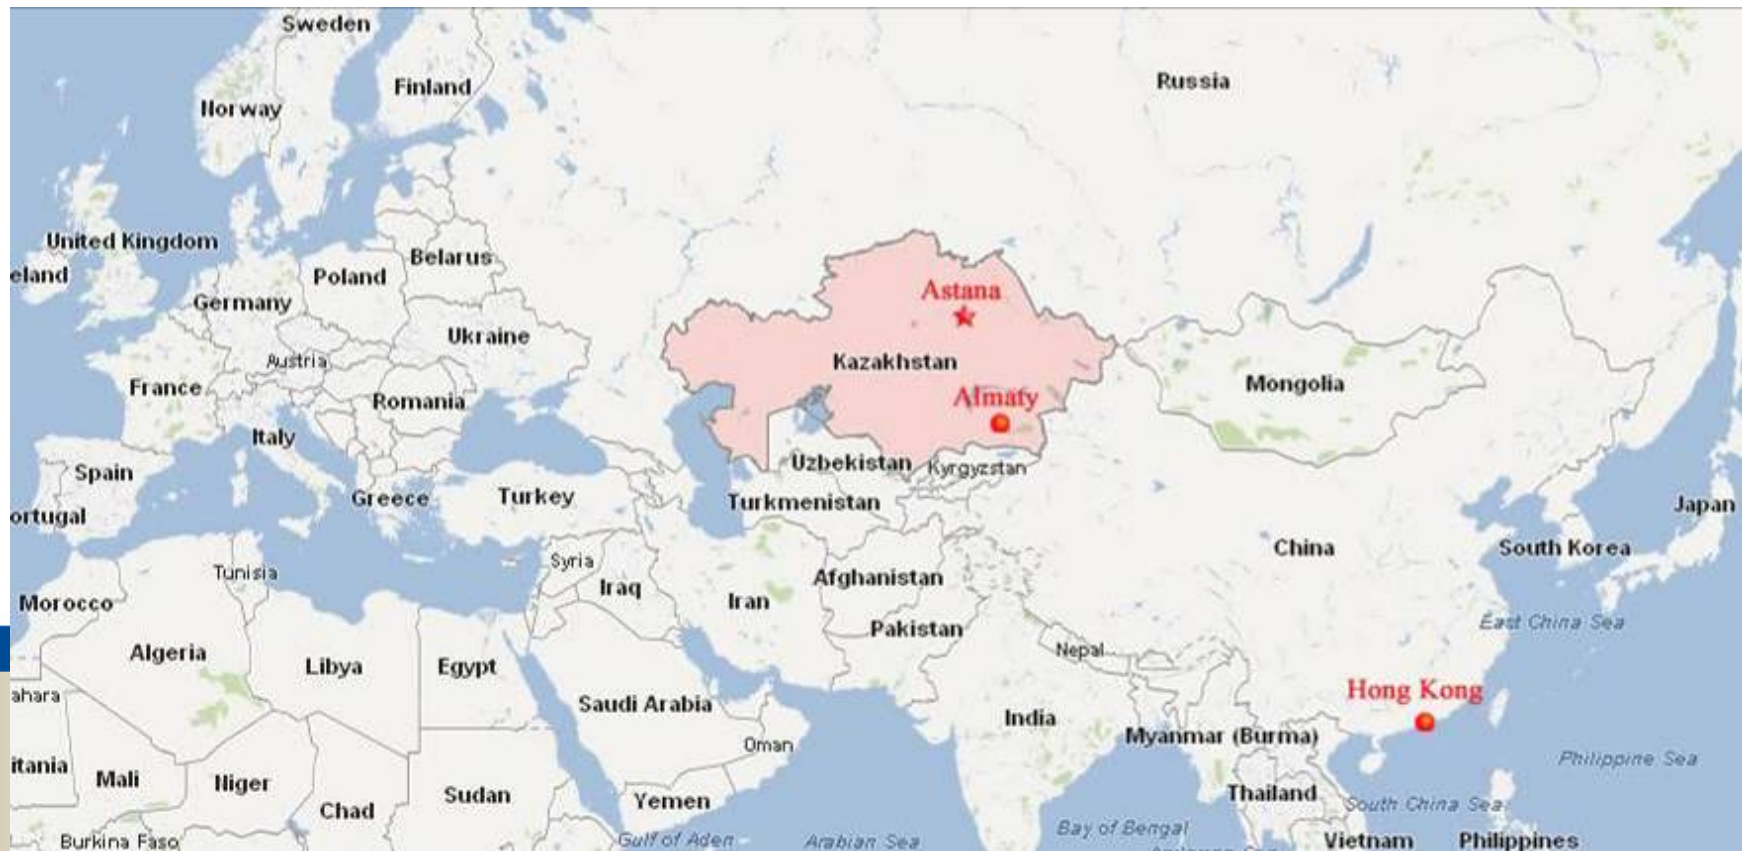 Sweden
Finland
Russia
Norway
United Kingdom
Belarus
eland
Poland
Germany
Astana
Ukraine
Austria
Kazakhstan
France
Mongolia
Romania
Almaty
Italy
Uzbekistan
Kyrgyzstan
Spain
Greece
Turkey
Turkmenistan
Japan
ortugal
China
South Korea
Syria
Tunisia
Afghanistan
Iraq
Iran
Morocco
Pakistan
East China Sea
Nepal
Algeria
Libya
Egypt
ahara
Hong Kong
Saudi Arabia
India
Myanmar (Burma)
Oman
Philippine Sea
itania
Mali
Niger
Sudan
Thailand
Yemen
South China Sea
Chad
Bay of Bengal
Burkina Faso
Gulf of Aden
Arabian Sea
Vietnam
Philippines